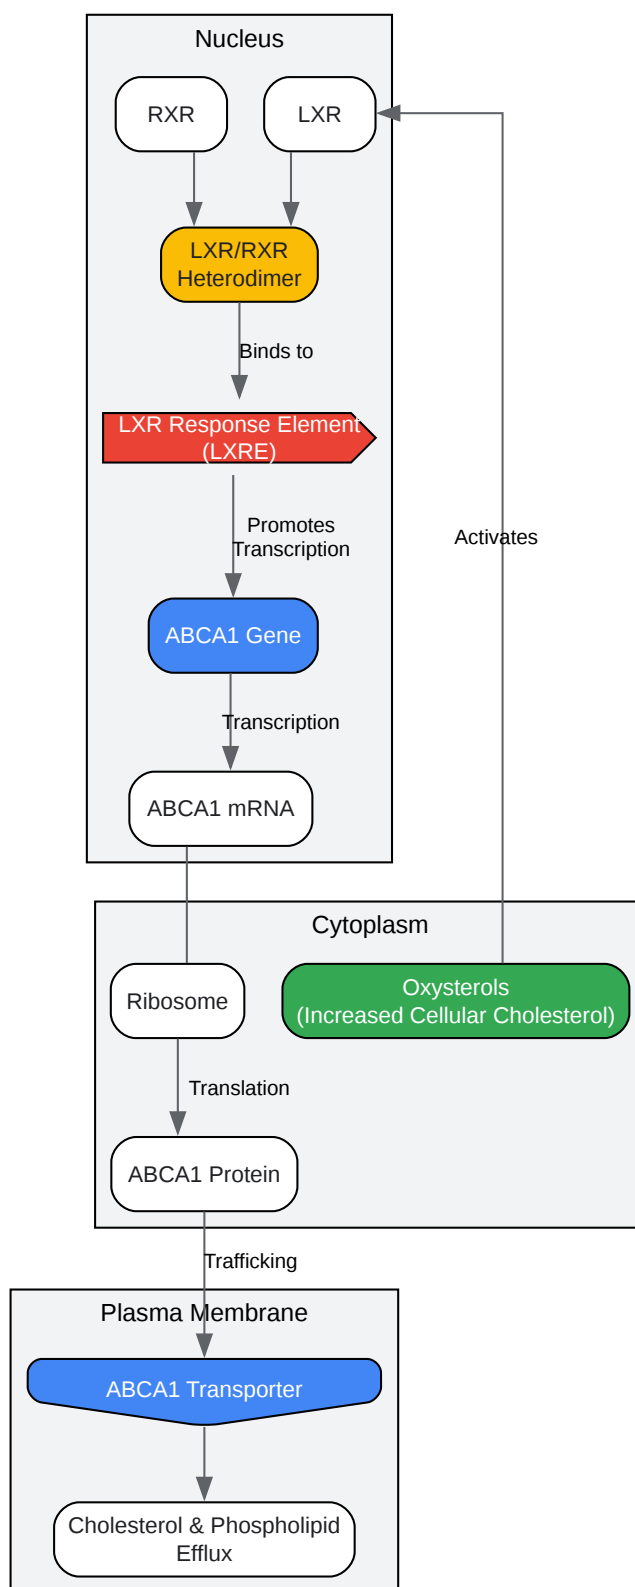 Nucleus
RXR
LXR
LXR/RXR
Heterodimer
Binds to
LXR Response Element
(LXRE)
Promotes
Transcription
Activates
ABCA1 Gene
Transcription
ABCA1 mRNA
Cytoplasm
Ribosome
Oxysterols
(Increased Cellular Cholesterol)
Translation
ABCA1 Protein
Trafficking
Plasma Membrane
ABCA1 Transporter
Cholesterol & Phospholipid
Efflux